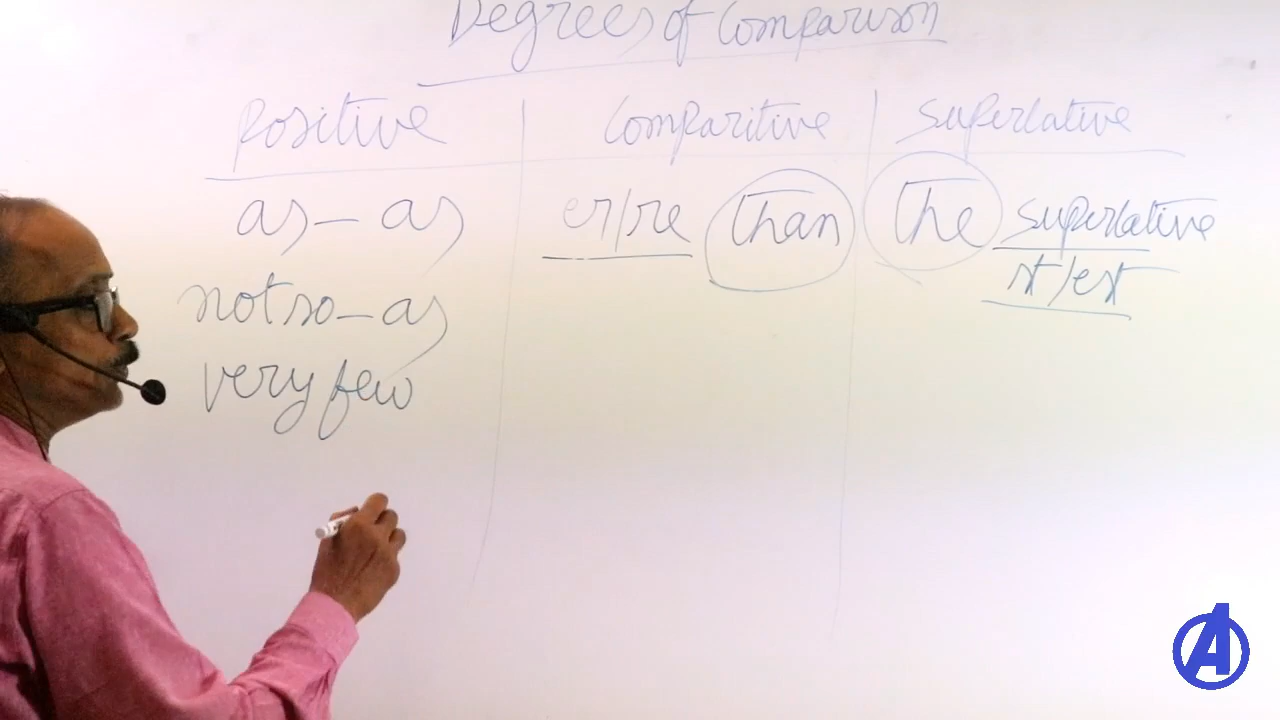 Degrees of Comparison
Positive Comparitive Superlative
as – as er/re than the superlative
st/est
not so – as
very few